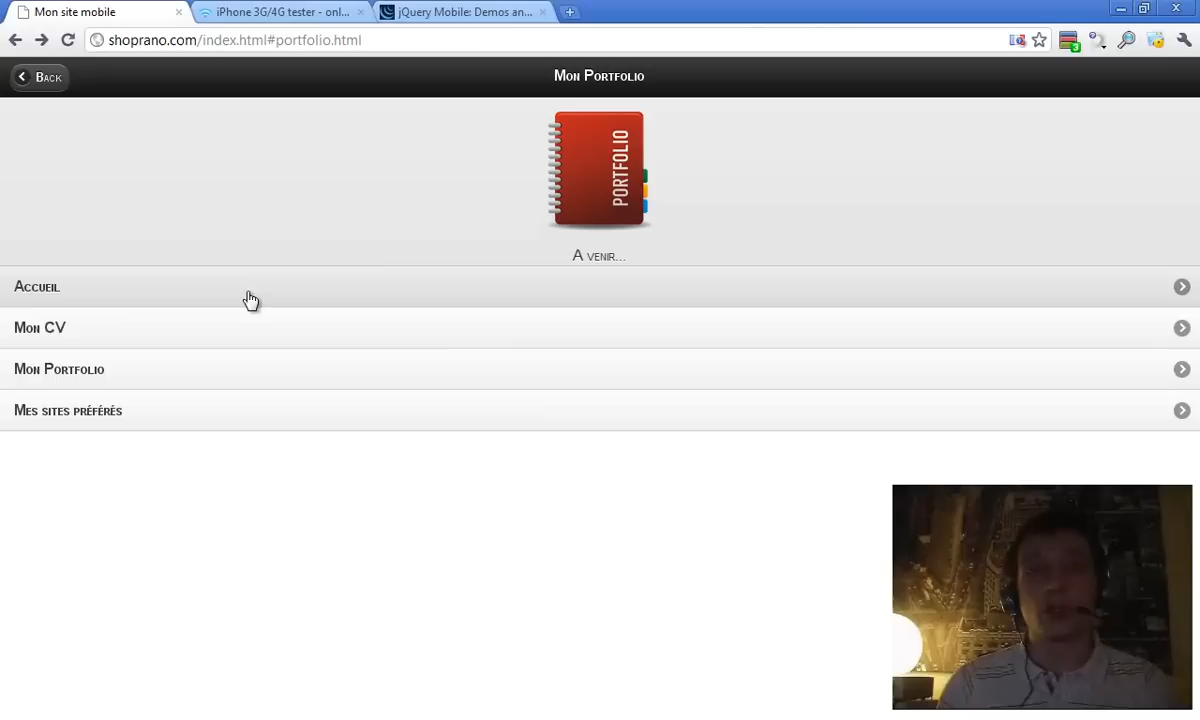 Mon site mobile
iPhone 3G/4G tester - onl...
jQuery Mobile: Demos an...
shoprano.com/index.html#portfolio.html
3
Back
Mon Portfolio
PORTFOLIO
A venir...
Accueil
Mon CV
Mon Portfolio
Mes sites préférés